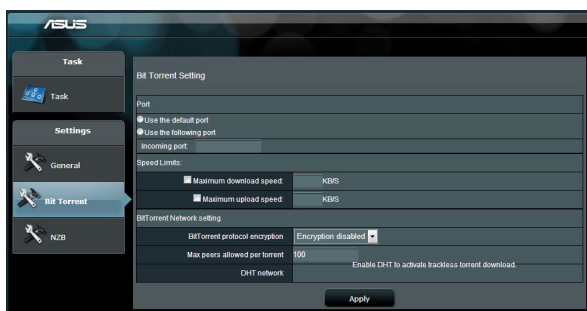 ASUS
Task
Task
Settings
General
Bit Torrent
NZB
Bit Torrent Setting
Port
Use the default port
Use the following port
Incoming port:
Speed Limits:
Maximum download speed: KB/S
Maximum upload speed: KB/S
BitTorrent Network setting
BitTorrent protocol encryption Encryption disabled
Max peers allowed per torrent 100
DHT network Enable DHT to activate trackless torrent download.
Apply